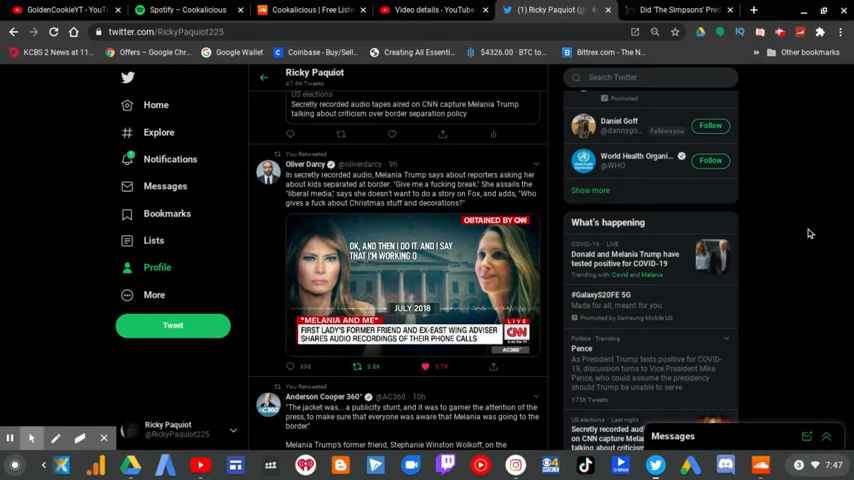 GoldenCookieYT - YouT
Spotify – Cookalicious
Cookalicious | Free Listen
Video details - YouTube
(1) Ricky Paquiot (@
Did 'The Simpsons' Pred
twitter.com/RickyPaquiot225
KCBS 2 News at 11...
Offers – Google Chr...
Google Wallet
Coinbase - Buy/Sell...
Creating All Essenti...
$4326.00 - Bitstam...
Bittrex.com - The N...
Other bookmarks
Home
Explore
Notifications
Messages
Bookmarks
Lists
Profile
More
Tweet
Ricky Paquiot
@RickyPaquiot225
Ricky Paquiot
47.6K Tweets
US elections
Secretly recorded audio tapes aired on CNN capture Melania Trump
talking about criticism over border separation policy
You Retweeted
Oliver Darcy @oliverdarcy · 9h
In secretly recorded audio, Melania Trump says about reporters asking her
about kids separated at border: "Give me a fucking break." She assails the
"liberal media," says she doesn't want to do a story on Fox, and adds, "Who
gives a fuck about Christmas stuff and decorations?"
OBTAINED BY CNN
OK, AND THEN I DO IT. AND I SAY
THAT I'M WORKING O
JULY 2018
"MELANIA AND ME"
FIRST LADY'S FORMER FRIEND AND EX-EAST WING ADVISER
SHARES AUDIO RECORDINGS OF THEIR PHONE CALLS
LIVE
CNN
AC360°
898
3.8K
5.7K
You Retweeted
Anderson Cooper 360° @AC360 · 10h
"The jacket was... a publicity stunt, and it was to garner the attention of the
press, to make sure that everyone was aware that Melania was going to the
border."
Melania Trump's former friend, Stephanie Winston Wolkoff, on the
Search Twitter
Promoted
Daniel Goff
@dannygo...
Follows you
Follow
World Health Organi...
@WHO
Follow
Show more
What's happening
COVID-19 · LIVE
Donald and Melania Trump have
tested positive for COVID-19
Trending with: Covid and Melania
#GalaxyS20FE 5G
Made for all, meant for you.
Promoted by Samsung Mobile US
Politics · Trending
Pence
As President Trump tests positive for COVID-
19, discussion turns to Vice President Mike
Pence, who could assume the presidency
should Trump be unable to serve
175K Tweets
US elections · Last night
Secretly recorded
on CNN capture Melania
Messages
3
7:47